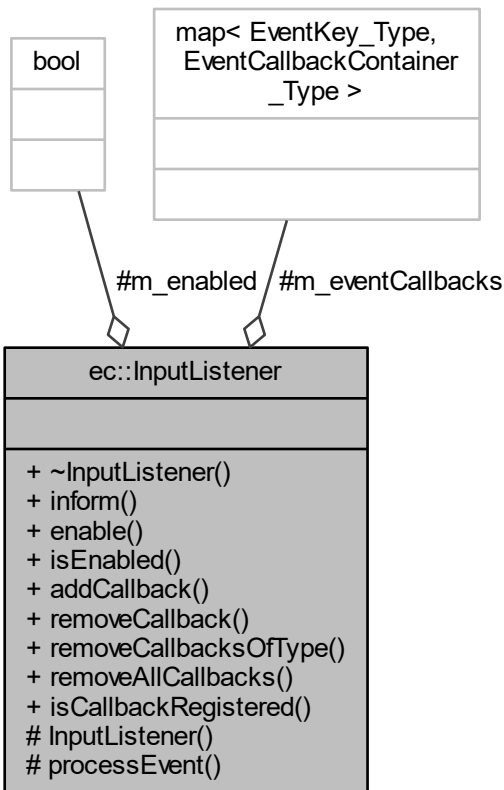 bool
map< EventKey_Type,
EventCallbackContainer
_Type >
#m_enabled
#m_eventCallbacks
ec::InputListener
+ ~InputListener()
+ inform()
+ enable()
+ isEnabled()
+ addCallback()
+ removeCallback()
+ removeCallbacksOfType()
+ removeAllCallbacks()
+ isCallbackRegistered()
# InputListener()
# processEvent()